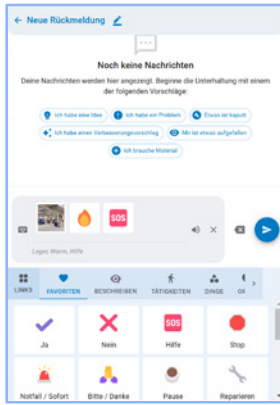 Neue Rückmeldung
Noch keine Nachrichten
Deine Nachrichten werden hier angezeigt. Beginne die Unterhaltung mit einem
der folgenden Vorschläge:
Ich habe eine Idee Ich habe ein Problem Etwas ist kaputt
Ich habe einen Verbesserungsvorschlag Mir ist etwas aufgefallen
Ich brauche Material
SOS
Lager, Warm, Hilfe
LINKS FAVORITEN BESCHREIBEN TÄTIGKEITEN DINGE
SOS
Ja Nein Hilfe Stop
Notfall / Sofort Bitte / Danke Pause Reparieren